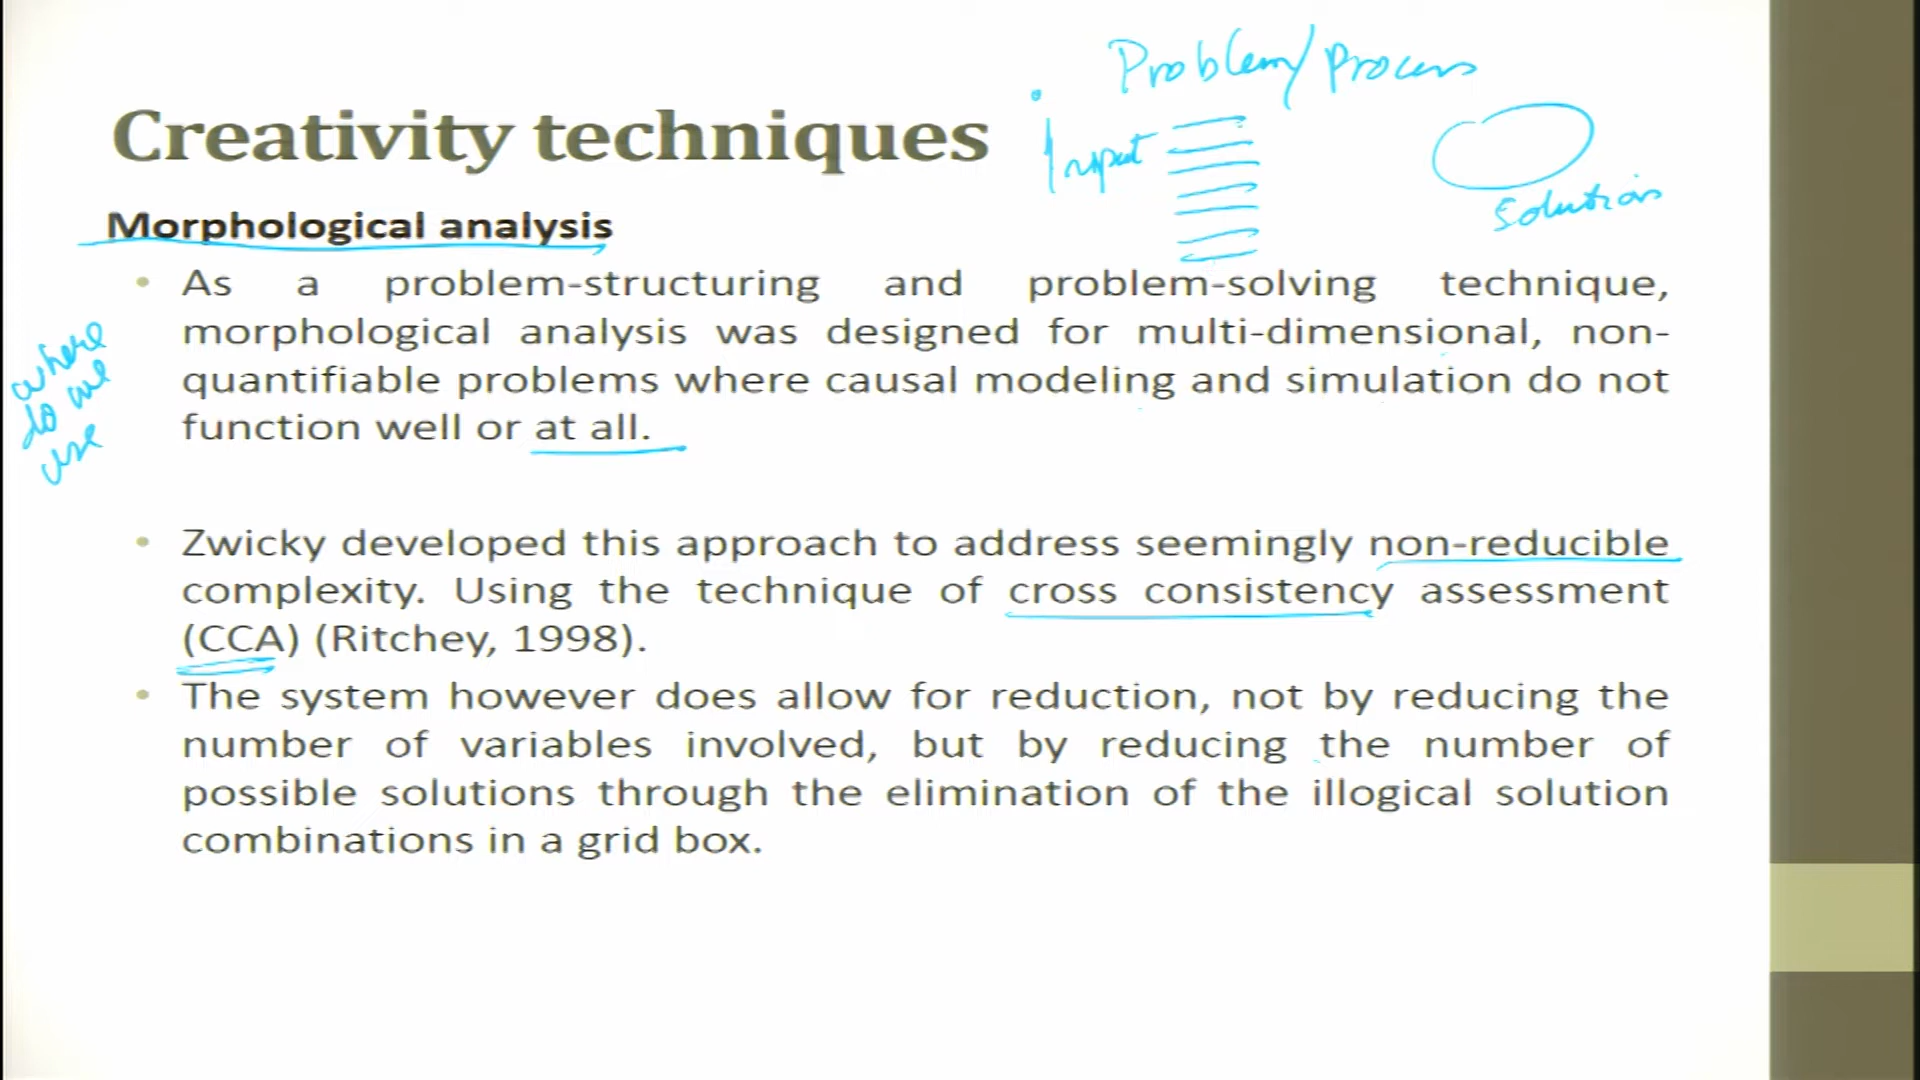 Problem/process
Creativity techniques
Input
solution
Morphological analysis
• As a problem-structuring and problem-solving technique,
morphological analysis was designed for multi-dimensional, non-
quantifiable problems where causal modeling and simulation do not
function well or at all.
where
do we
use
• Zwicky developed this approach to address seemingly non-reducible
complexity. Using the technique of cross consistency assessment
(CCA) (Ritchey, 1998).
• The system however does allow for reduction, not by reducing the
number of variables involved, but by reducing the number of
possible solutions through the elimination of the illogical solution
combinations in a grid box.